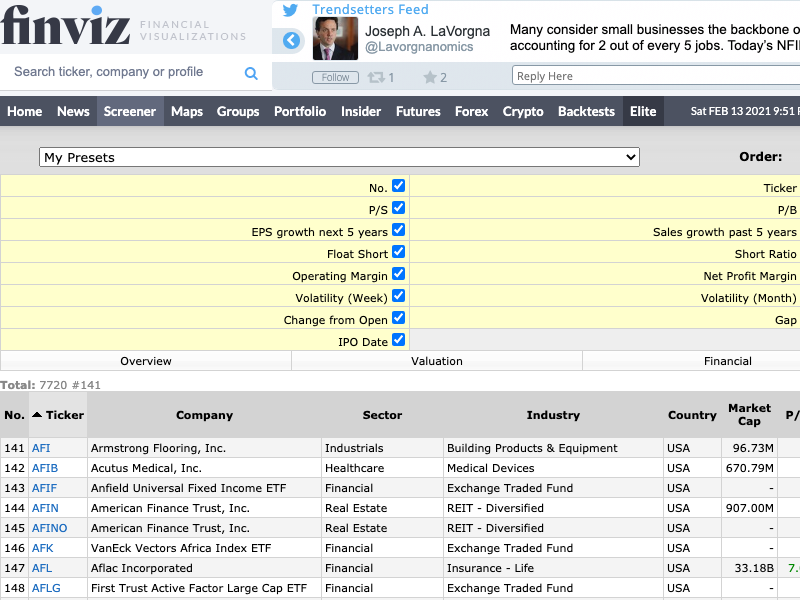 finviz FINANCIAL VISUALIZATIONS
Trendsetters Feed
Joseph A. LaVorgna
@Lavorgnanomics
Many consider small businesses the backbone o
accounting for 2 out of every 5 jobs. Today's NFI
Search ticker, company or profile
Follow 1 2 Reply Here
Home News Screener Maps Groups Portfolio Insider Futures Forex Crypto Backtests Elite Sat FEB 13 2021 9:51 P
My Presets Order:
No. Ticker
P/S P/B
EPS growth next 5 years Sales growth past 5 years
Float Short Short Ratio
Operating Margin Net Profit Margin
Volatility (Week) Volatility (Month)
Change from Open Gap
IPO Date
Overview Valuation Financial
Total: 7720 #141
No. Ticker Company Sector Industry Country Market Cap P/
141 AFI Armstrong Flooring, Inc. Industrials Building Products & Equipment USA 96.73M
142 AFIB Acutus Medical, Inc. Healthcare Medical Devices USA 670.79M
143 AFIF Anfield Universal Fixed Income ETF Financial Exchange Traded Fund USA -
144 AFIN American Finance Trust, Inc. Real Estate REIT - Diversified USA 907.00M
145 AFINO American Finance Trust, Inc. Real Estate REIT - Diversified USA -
146 AFK VanEck Vectors Africa Index ETF Financial Exchange Traded Fund USA -
147 AFL Aflac Incorporated Financial Insurance - Life USA 33.18B 7.
148 AFLG First Trust Active Factor Large Cap ETF Financial Exchange Traded Fund USA -